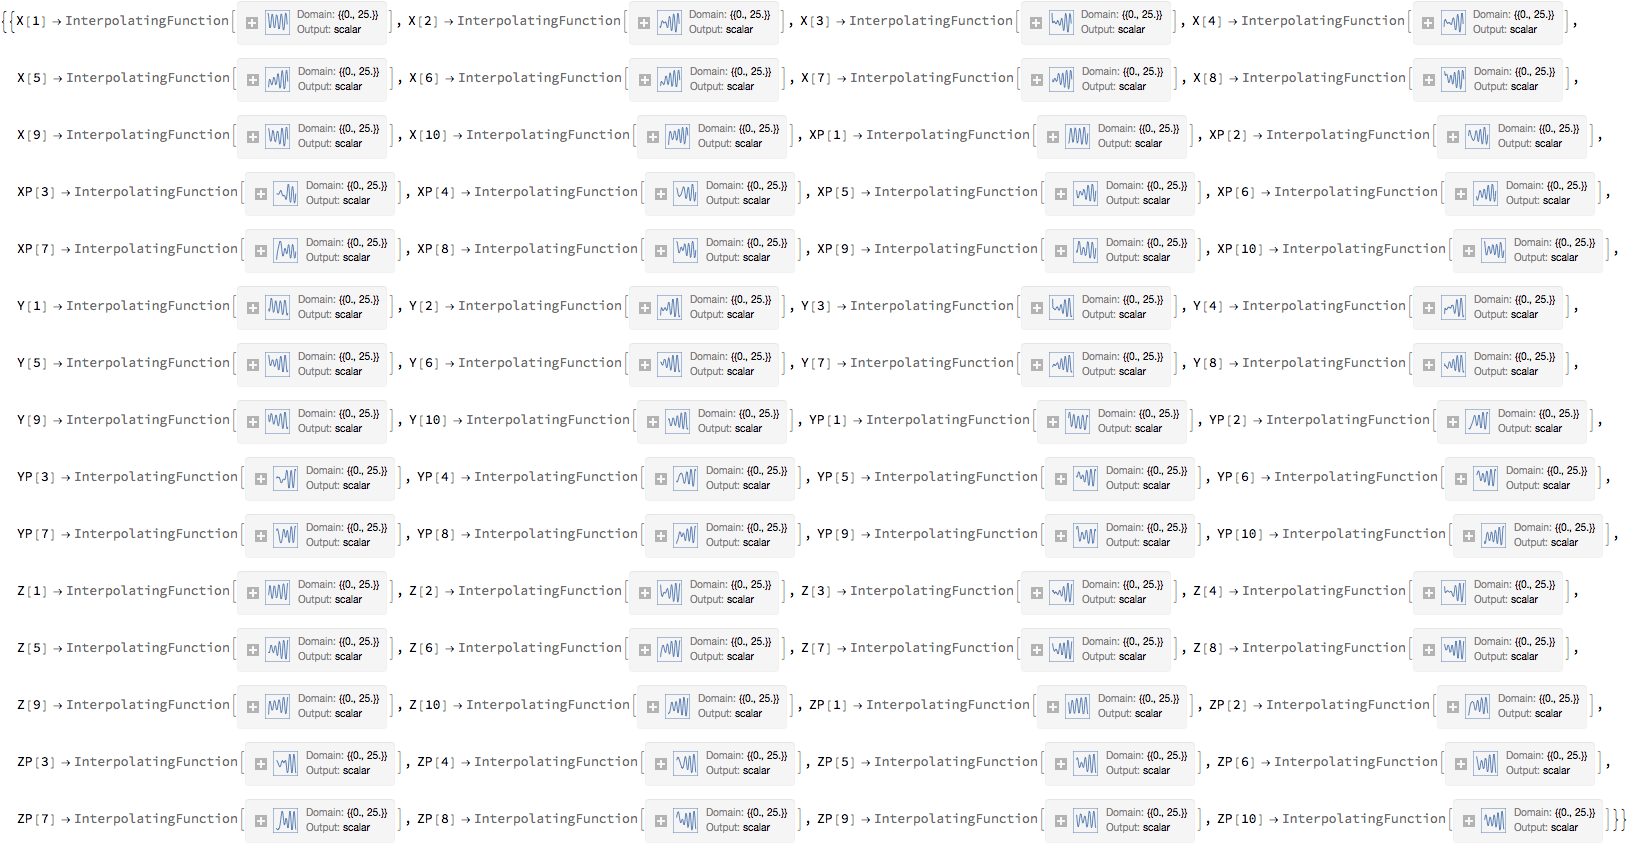 {{X[1] → InterpolatingFunction[ Domain: {{0., 25.}} Output: scalar ], X[2] → InterpolatingFunction[ Domain: {{0., 25.}} Output: scalar ], X[3] → InterpolatingFunction[ Domain: {{0., 25.}} Output: scalar ], X[4] → InterpolatingFunction[ Domain: {{0., 25.}} Output: scalar ],
X[5] → InterpolatingFunction[ Domain: {{0., 25.}} Output: scalar ], X[6] → InterpolatingFunction[ Domain: {{0., 25.}} Output: scalar ], X[7] → InterpolatingFunction[ Domain: {{0., 25.}} Output: scalar ], X[8] → InterpolatingFunction[ Domain: {{0., 25.}} Output: scalar ],
X[9] → InterpolatingFunction[ Domain: {{0., 25.}} Output: scalar ], X[10] → InterpolatingFunction[ Domain: {{0., 25.}} Output: scalar ], XP[1] → InterpolatingFunction[ Domain: {{0., 25.}} Output: scalar ], XP[2] → InterpolatingFunction[ Domain: {{0., 25.}} Output: scalar ],
XP[3] → InterpolatingFunction[ Domain: {{0., 25.}} Output: scalar ], XP[4] → InterpolatingFunction[ Domain: {{0., 25.}} Output: scalar ], XP[5] → InterpolatingFunction[ Domain: {{0., 25.}} Output: scalar ], XP[6] → InterpolatingFunction[ Domain: {{0., 25.}} Output: scalar ],
XP[7] → InterpolatingFunction[ Domain: {{0., 25.}} Output: scalar ], XP[8] → InterpolatingFunction[ Domain: {{0., 25.}} Output: scalar ], XP[9] → InterpolatingFunction[ Domain: {{0., 25.}} Output: scalar ], XP[10] → InterpolatingFunction[ Domain: {{0., 25.}} Output: scalar ],
Y[1] → InterpolatingFunction[ Domain: {{0., 25.}} Output: scalar ], Y[2] → InterpolatingFunction[ Domain: {{0., 25.}} Output: scalar ], Y[3] → InterpolatingFunction[ Domain: {{0., 25.}} Output: scalar ], Y[4] → InterpolatingFunction[ Domain: {{0., 25.}} Output: scalar ],
Y[5] → InterpolatingFunction[ Domain: {{0., 25.}} Output: scalar ], Y[6] → InterpolatingFunction[ Domain: {{0., 25.}} Output: scalar ], Y[7] → InterpolatingFunction[ Domain: {{0., 25.}} Output: scalar ], Y[8] → InterpolatingFunction[ Domain: {{0., 25.}} Output: scalar ],
Y[9] → InterpolatingFunction[ Domain: {{0., 25.}} Output: scalar ], Y[10] → InterpolatingFunction[ Domain: {{0., 25.}} Output: scalar ], YP[1] → InterpolatingFunction[ Domain: {{0., 25.}} Output: scalar ], YP[2] → InterpolatingFunction[ Domain: {{0., 25.}} Output: scalar ],
YP[3] → InterpolatingFunction[ Domain: {{0., 25.}} Output: scalar ], YP[4] → InterpolatingFunction[ Domain: {{0., 25.}} Output: scalar ], YP[5] → InterpolatingFunction[ Domain: {{0., 25.}} Output: scalar ], YP[6] → InterpolatingFunction[ Domain: {{0., 25.}} Output: scalar ],
YP[7] → InterpolatingFunction[ Domain: {{0., 25.}} Output: scalar ], YP[8] → InterpolatingFunction[ Domain: {{0., 25.}} Output: scalar ], YP[9] → InterpolatingFunction[ Domain: {{0., 25.}} Output: scalar ], YP[10] → InterpolatingFunction[ Domain: {{0., 25.}} Output: scalar ],
Z[1] → InterpolatingFunction[ Domain: {{0., 25.}} Output: scalar ], Z[2] → InterpolatingFunction[ Domain: {{0., 25.}} Output: scalar ], Z[3] → InterpolatingFunction[ Domain: {{0., 25.}} Output: scalar ], Z[4] → InterpolatingFunction[ Domain: {{0., 25.}} Output: scalar ],
Z[5] → InterpolatingFunction[ Domain: {{0., 25.}} Output: scalar ], Z[6] → InterpolatingFunction[ Domain: {{0., 25.}} Output: scalar ], Z[7] → InterpolatingFunction[ Domain: {{0., 25.}} Output: scalar ], Z[8] → InterpolatingFunction[ Domain: {{0., 25.}} Output: scalar ],
Z[9] → InterpolatingFunction[ Domain: {{0., 25.}} Output: scalar ], Z[10] → InterpolatingFunction[ Domain: {{0., 25.}} Output: scalar ], ZP[1] → InterpolatingFunction[ Domain: {{0., 25.}} Output: scalar ], ZP[2] → InterpolatingFunction[ Domain: {{0., 25.}} Output: scalar ],
ZP[3] → InterpolatingFunction[ Domain: {{0., 25.}} Output: scalar ], ZP[4] → InterpolatingFunction[ Domain: {{0., 25.}} Output: scalar ], ZP[5] → InterpolatingFunction[ Domain: {{0., 25.}} Output: scalar ], ZP[6] → InterpolatingFunction[ Domain: {{0., 25.}} Output: scalar ],
ZP[7] → InterpolatingFunction[ Domain: {{0., 25.}} Output: scalar ], ZP[8] → InterpolatingFunction[ Domain: {{0., 25.}} Output: scalar ], ZP[9] → InterpolatingFunction[ Domain: {{0., 25.}} Output: scalar ], ZP[10] → InterpolatingFunction[ Domain: {{0., 25.}} Output: scalar ]}}